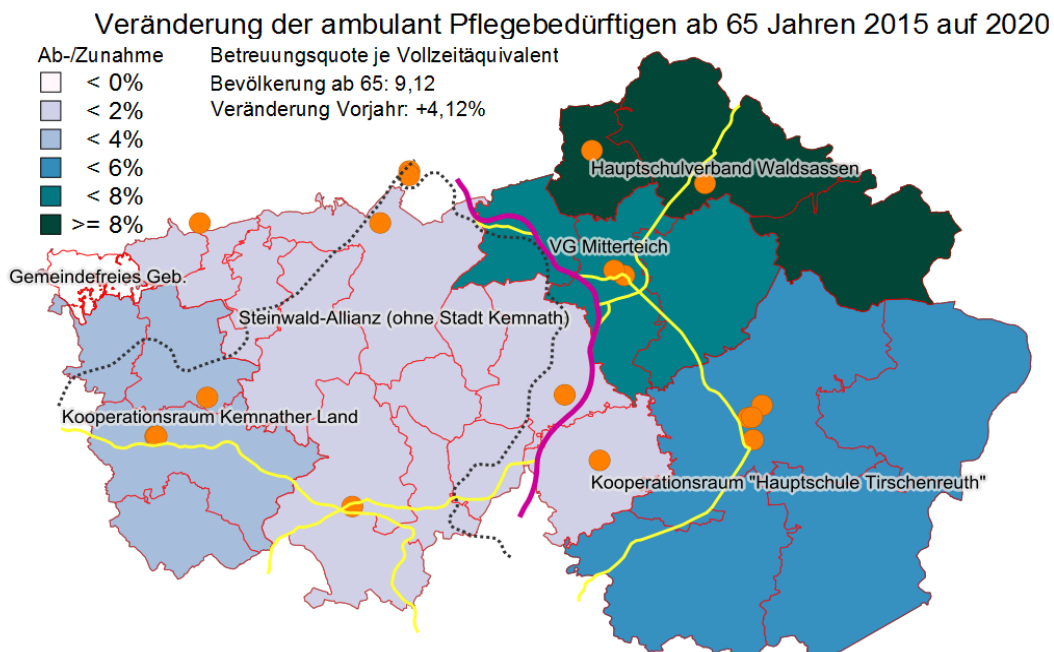 Veränderung der ambulant Pflegebedürftigen ab 65 Jahren 2015 auf 2020
Ab-/Zunahme
< 0%
< 2%
< 4%
< 6%
< 8%
>= 8%
Betreuungsquote je Vollzeitäquivalent
Bevölkerung ab 65: 9,12
Veränderung Vorjahr: +4,12%
Hauptschulverband Waldsassen
VG Mitterteich
Gemeindefreies Geb.
Steinwald-Allianz (ohne Stadt Kemnath)
Kooperationsraum Kemnather Land
Kooperationsraum "Hauptschule Tirschenreuth"